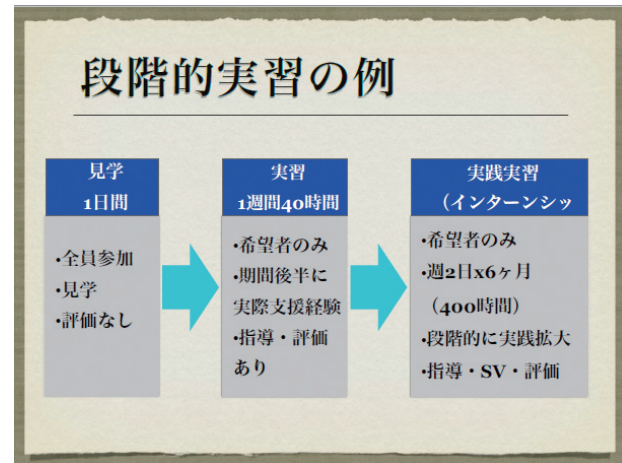 段階的実習の例
見学
1日間
・全員参加
・見学
・評価なし
実習
1週間40時間
・希望者のみ
・期間後半に
実際支援経験
・指導・評価
あり
実践実習
（インターンシッ
・希望者のみ
・週2日x6ヶ月
（400時間）
・段階的に実践拡大
・指導・SV・評価